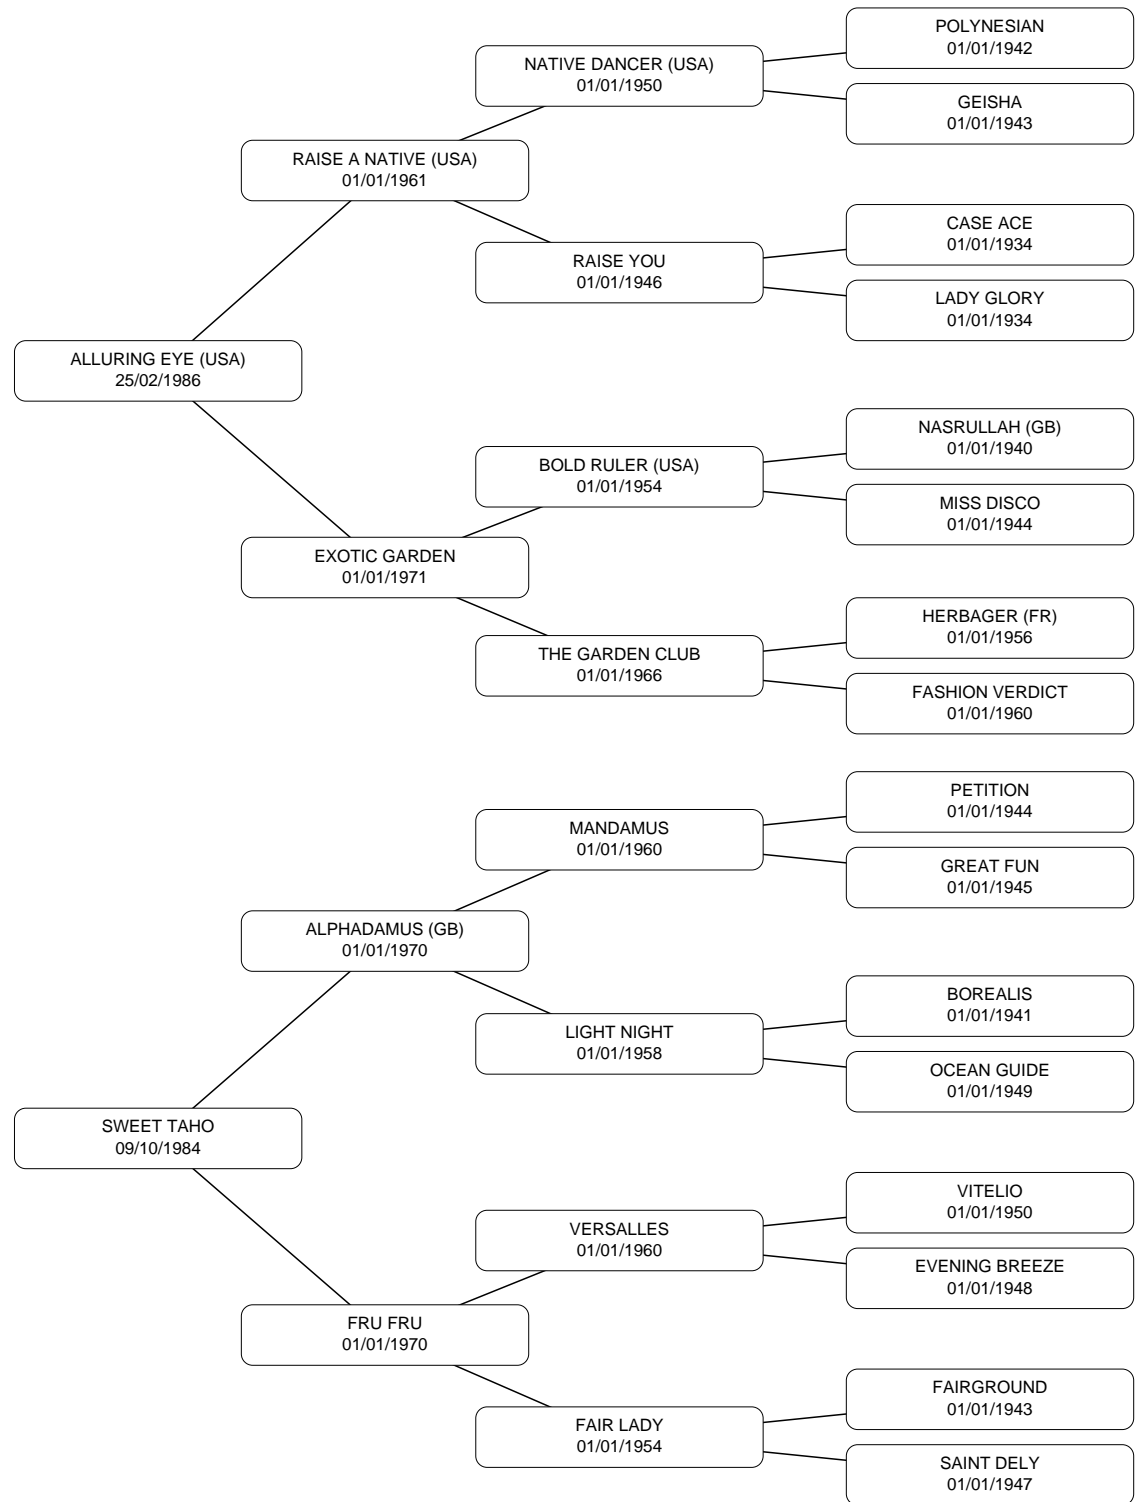 POLYNESIAN
01/01/1942
NATIVE DANCER (USA)
01/01/1950
GEISHA
01/01/1943
RAISE A NATIVE (USA)
01/01/1961
CASE ACE
01/01/1934
RAISE YOU
01/01/1946
LADY GLORY
01/01/1934
ALLURING EYE (USA)
25/02/1986
NASRULLAH (GB)
01/01/1940
BOLD RULER (USA)
01/01/1954
MISS DISCO
01/01/1944
EXOTIC GARDEN
01/01/1971
HERBAGER (FR)
01/01/1956
THE GARDEN CLUB
01/01/1966
FASHION VERDICT
01/01/1960
PETITION
01/01/1944
MANDAMUS
01/01/1960
GREAT FUN
01/01/1945
ALPHADAMUS (GB)
01/01/1970
BOREALIS
01/01/1941
LIGHT NIGHT
01/01/1958
OCEAN GUIDE
01/01/1949
SWEET TAHO
09/10/1984
VITELIO
01/01/1950
VERSALLES
01/01/1960
EVENING BREEZE
01/01/1948
FRU FRU
01/01/1970
FAIRGROUND
01/01/1943
FAIR LADY
01/01/1954
SAINT DELY
01/01/1947